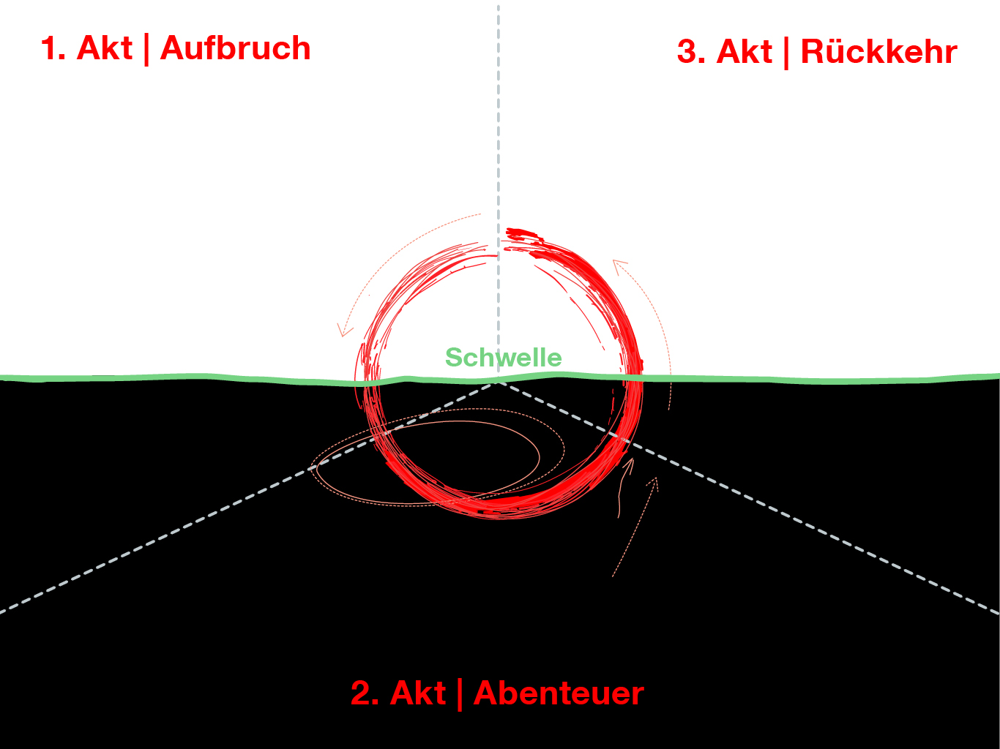 1. Akt | Aufbruch
3. Akt | Rückkehr
Schwelle
2. Akt | Abenteuer